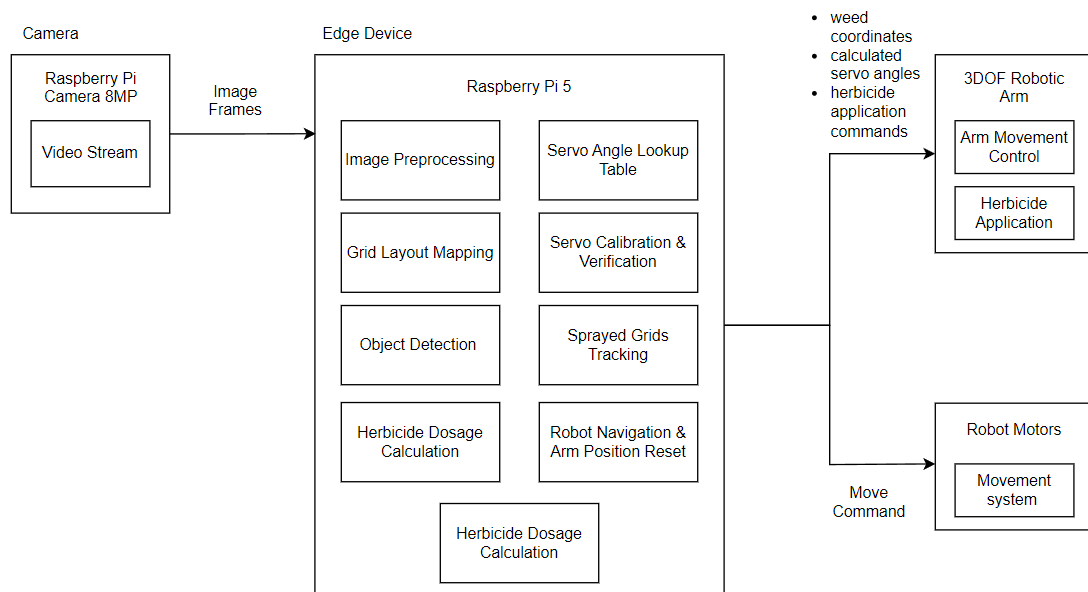 Camera
Raspberry Pi
Camera 8MP
Video Stream
Image
Frames
Edge Device
Raspberry Pi 5
Image Preprocessing
Servo Angle Lookup
Table
Grid Layout Mapping
Servo Calibration &
Verification
Object Detection
Sprayed Grids
Tracking
Herbicide Dosage
Calculation
Robot Navigation &
Arm Position Reset
Herbicide Dosage
Calculation
• weed
coordinates
• calculated
servo angles
• herbicide
application
commands
3DOF Robotic
Arm
Arm Movement
Control
Herbicide
Application
Move
Command
Robot Motors
Movement
system